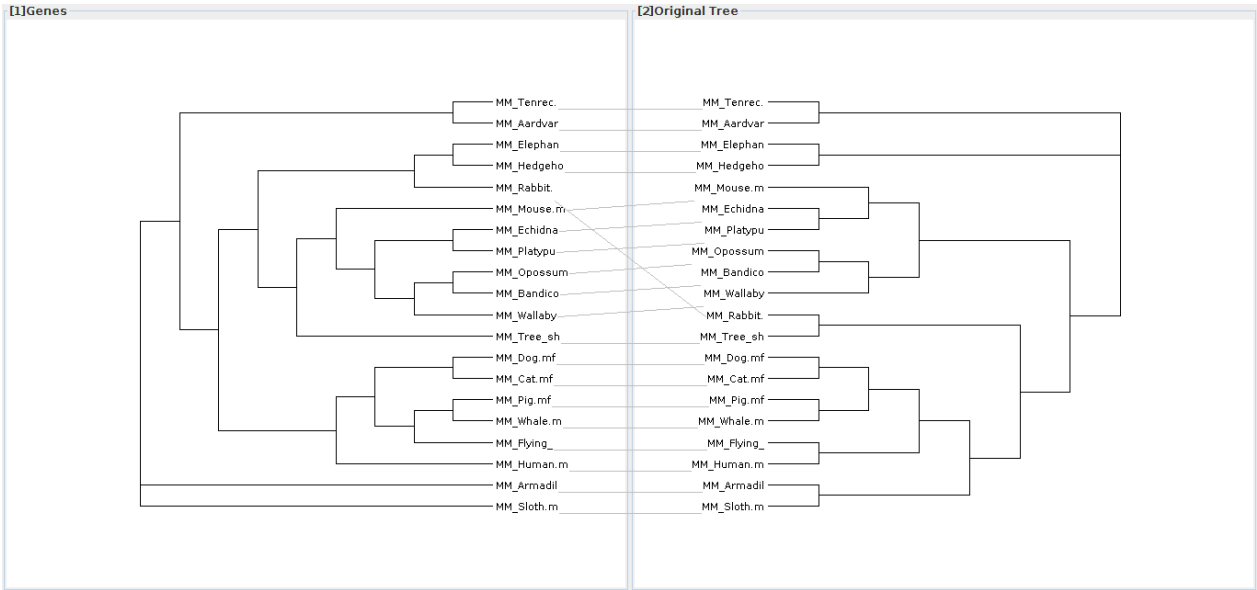 [1]Genes
[2]Original Tree
MM_Tenrec.
MM_Aardvar
MM_Elephan
MM_Hedgeho
MM_Rabbit.
MM_Mouse.m
MM_Echidna
MM_Platypu
MM_Opossum
MM_Bandico
MM_Wallaby
MM_Tree_sh
MM_Dog.mf
MM_Cat.mf
MM_Pig.mf
MM_Whale.m
MM_Flying_
MM_Human.m
MM_Armadil
MM_Sloth.m
MM_Tenrec.
MM_Aardvar
MM_Elephan
MM_Hedgeho
MM_Mouse.m
MM_Echidna
MM_Platypu
MM_Opossum
MM_Bandico
MM_Wallaby
MM_Rabbit.
MM_Tree_sh
MM_Dog.mf
MM_Cat.mf
MM_Pig.mf
MM_Whale.m
MM_Flying_
MM_Human.m
MM_Armadil
MM_Sloth.m